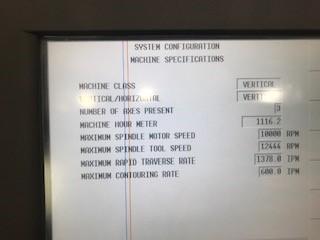 SYSTEM CONFIGURATION
MACHINE SPECIFICATIONS
MACHINE CLASS VERTICAL
VERTICAL/HORIZONTAL
NUMBER OF AXES PRESENT 3
MACHINE HOUR METER 1116.2
MAXIMUM SPINDLE MOTOR SPEED 10000 RPM
MAXIMUM SPINDLE TOOL SPEED 12444 RPM
MAXIMUM RAPID TRAVERSE RATE 1378.0 IPM
MAXIMUM CONTOURING RATE 600.0 IPM